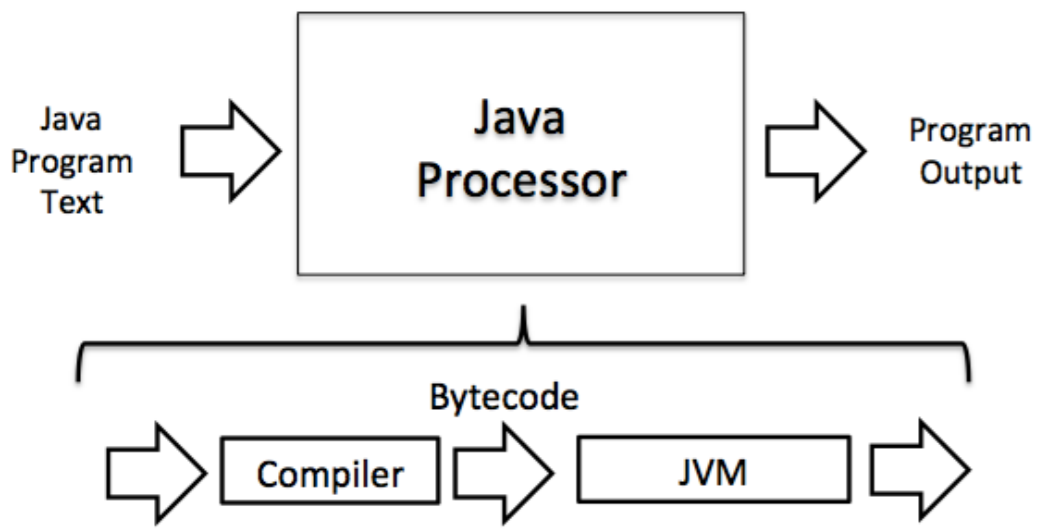 Java
Program
Text
Java
Processor
Program
Output
Bytecode
Compiler
JVM